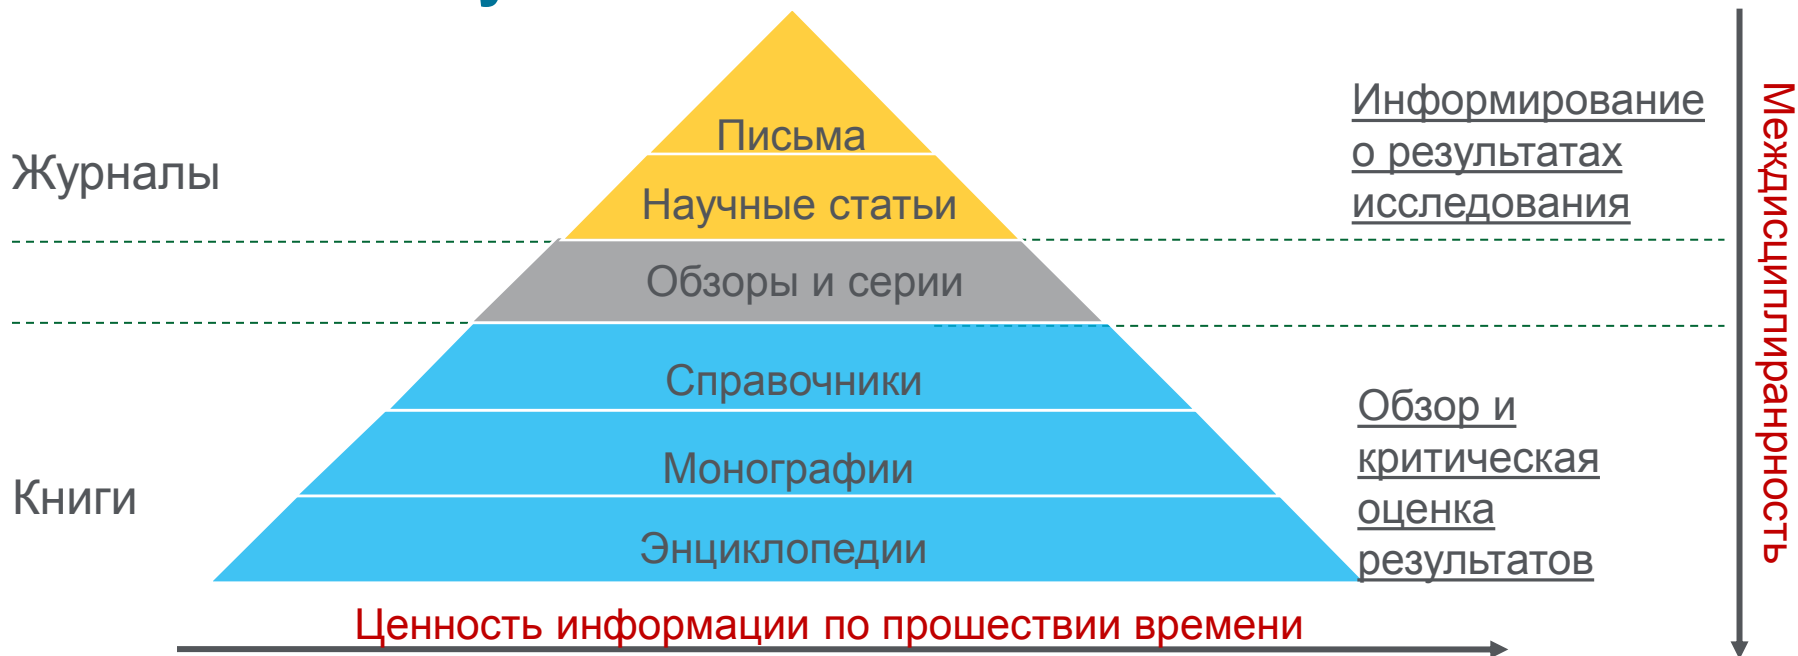 Письма
Журналы
Научные статьи
Информирование
о результатах
исследования
Обзоры и серии
Справочники
Монографии
Книги
Энциклопедии
Обзор и
критическая
оценка
результатов
Междисциплиранрность
Ценность информации по прошествии времени